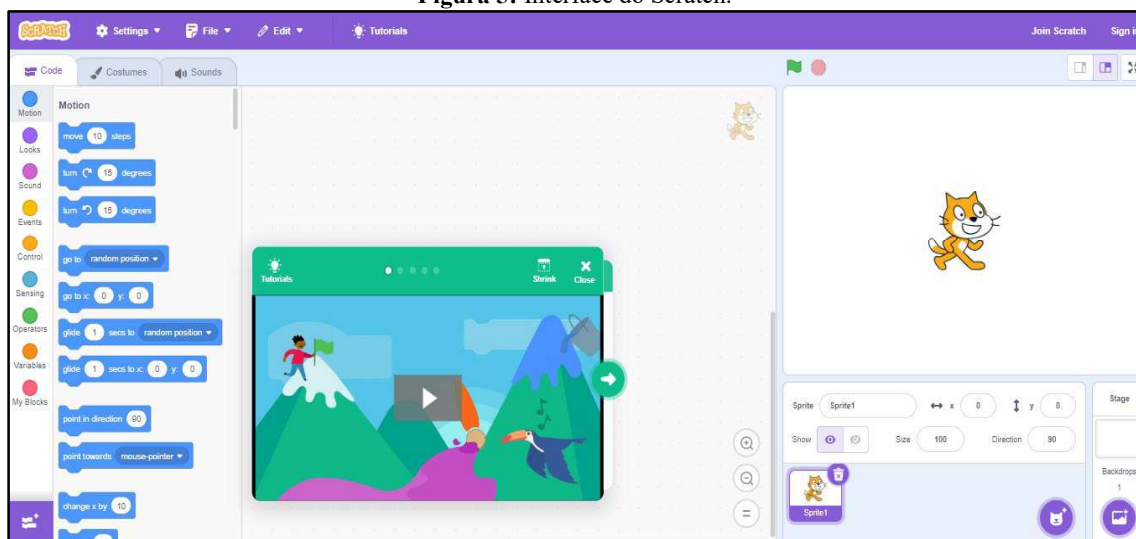 Figura 3: Interface do Scratch.
SCRATCH Settings File Edit Tutorials Join Scratch Sign in
Code Costumes Sounds
Motion
Looks
Sound
Events
Control
Sensing
Operators
Variables
My Blocks
Motion
move 10 steps
turn 15 degrees
turn 15 degrees
go to random position
go to x: 0 y: 0
glide 1 secs to random position
glide 1 secs to x: 0 y: 0
point in direction 90
point towards mouse-pointer
change x by 10
Tutorials Shrink Close
Sprite Sprite1 x 0 y 0
Show Size 100 Direction 90
Sprite1
Stage
Backdrops
1